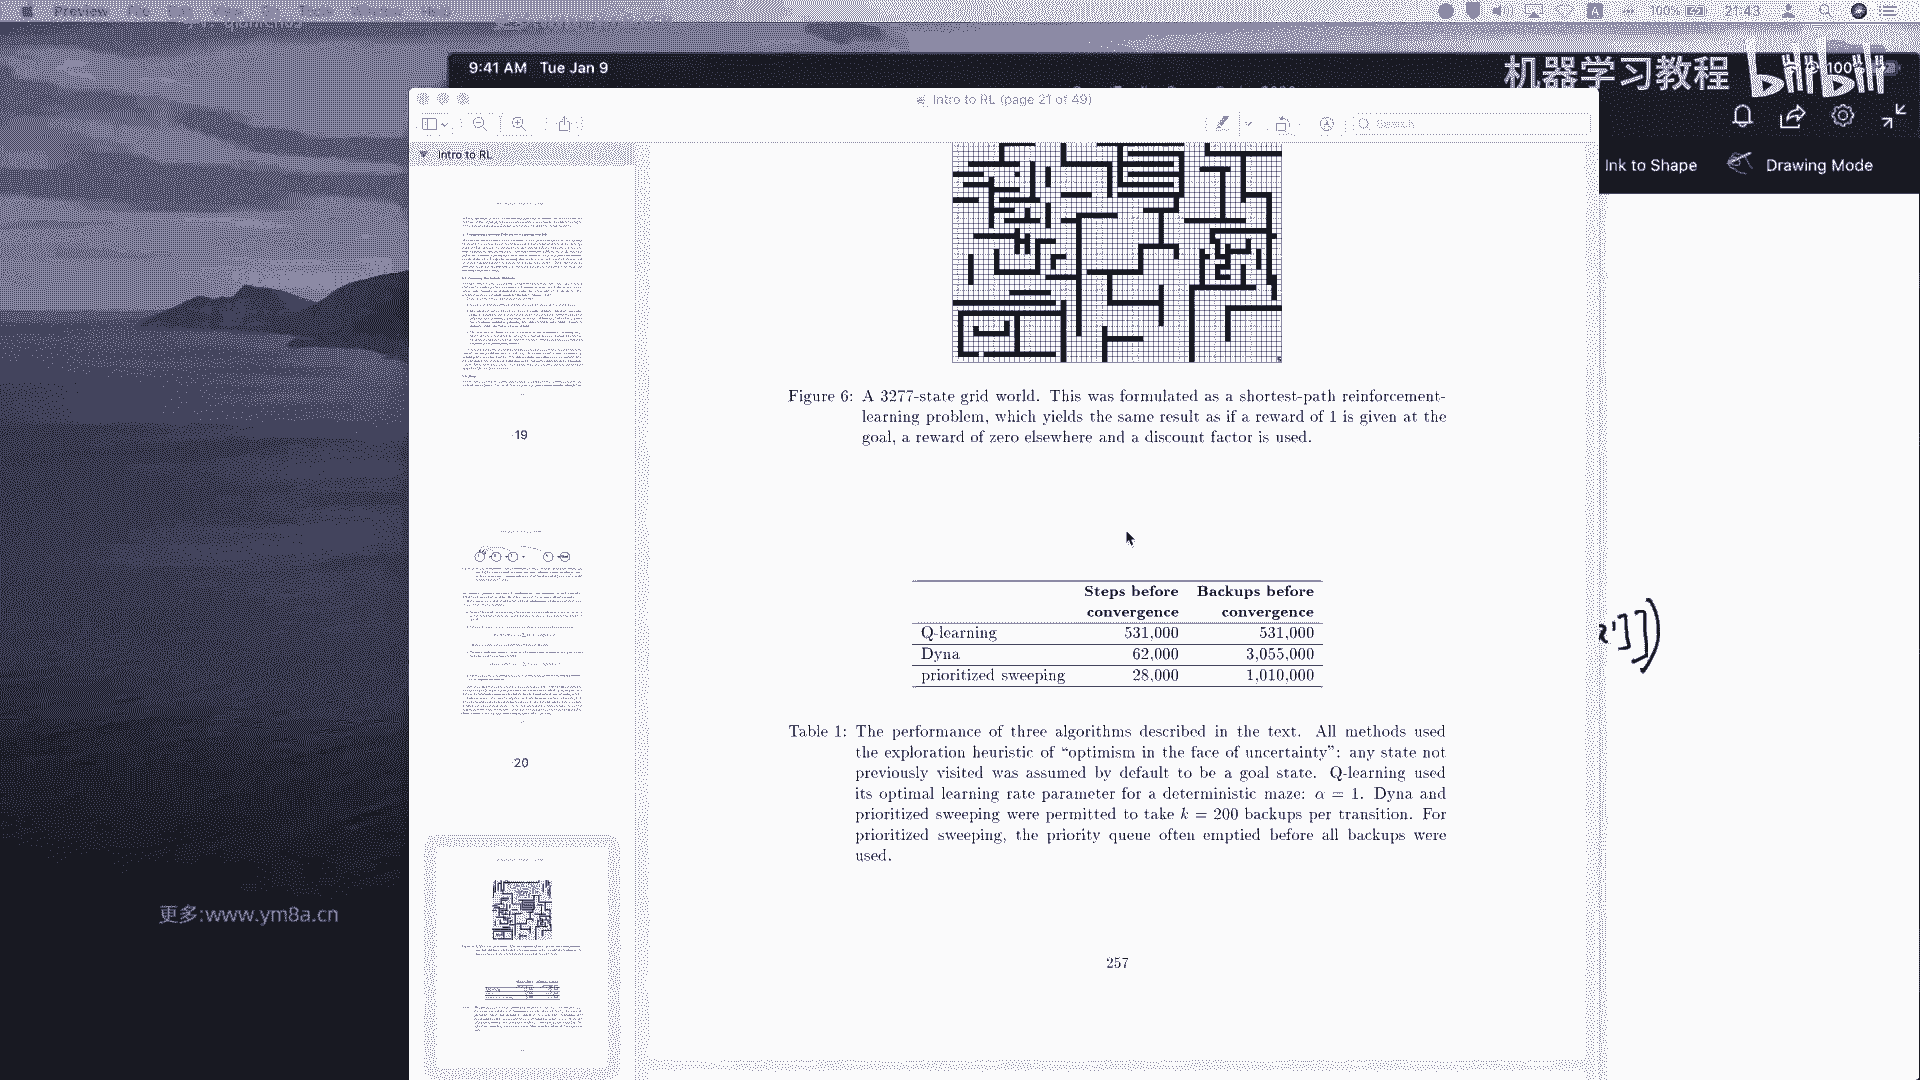 Preview
100%
21:43
9:41 AM Tue Jan 9
机器学习教程 bilibili
100%
Intro to RL (page 21 of 49)
Search
Intro to RL
Ink to Shape
Drawing Mode
19
20
Figure 6: A 3277-state grid world. This was formulated as a shortest-path reinforcement-
learning problem, which yields the same result as if a reward of 1 is given at the
goal, a reward of zero elsewhere and a discount factor is used.
Steps before Backups before
convergence convergence
Q-learning 531,000 531,000
Dyna 62,000 3,055,000
prioritized sweeping 28,000 1,010,000
Table 1: The performance of three algorithms described in the text. All methods used
the exploration heuristic of “optimism in the face of uncertainty”: any state not
previously visited was assumed by default to be a goal state. Q-learning used
its optimal learning rate parameter for a deterministic maze: α = 1. Dyna and
prioritized sweeping were permitted to take k = 200 backups per transition. For
prioritized sweeping, the priority queue often emptied before all backups were
used.
257
']])
更多:www.ym8a.cn